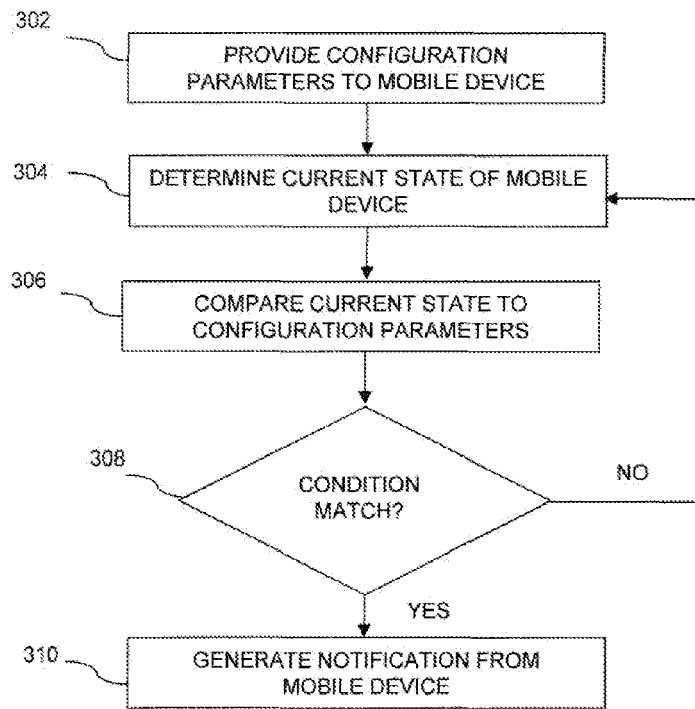 302
PROVIDE CONFIGURATION
PARAMETERS TO MOBILE DEVICE
304
DETERMINE CURRENT STATE OF MOBILE
DEVICE
306
COMPARE CURRENT STATE TO
CONFIGURATION PARAMETERS
308
CONDITION
MATCH?
NO
YES
310
GENERATE NOTIFICATION FROM
MOBILE DEVICE